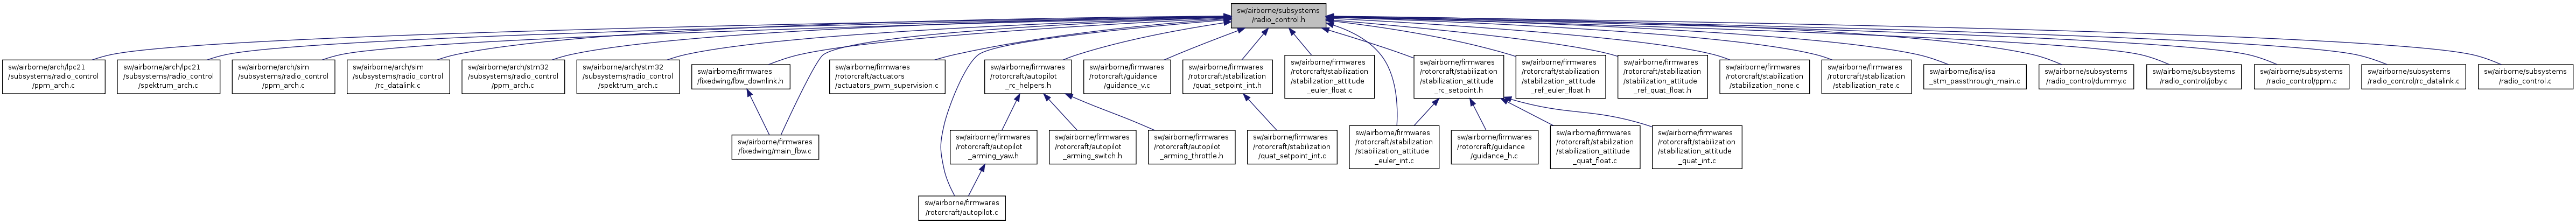 sw/airborne/subsystems
/radio_control.h
sw/airborne/arch/lpc21
/subsystems/radio_control
/ppm_arch.c
sw/airborne/arch/lpc21
/subsystems/radio_control
/spektrum_arch.c
sw/airborne/arch/sim
/subsystems/radio_control
/ppm_arch.c
sw/airborne/arch/sim
/subsystems/radio_control
/rc_datalink.c
sw/airborne/arch/stm32
/subsystems/radio_control
/ppm_arch.c
sw/airborne/arch/stm32
/subsystems/radio_control
/spektrum_arch.c
sw/airborne/firmwares
/fixedwing/fbw_downlink.h
sw/airborne/firmwares
/rotorcraft/actuators
/actuators_pwm_supervision.c
sw/airborne/firmwares
/rotorcraft/autopilot
_rc_helpers.h
sw/airborne/firmwares
/rotorcraft/guidance
/guidance_v.c
sw/airborne/firmwares
/rotorcraft/stabilization
/quat_setpoint_int.h
sw/airborne/firmwares
/rotorcraft/stabilization
/stabilization_attitude
_euler_float.c
sw/airborne/firmwares
/rotorcraft/stabilization
/stabilization_attitude
_rc_setpoint.h
sw/airborne/firmwares
/rotorcraft/stabilization
/stabilization_attitude
_ref_euler_float.h
sw/airborne/firmwares
/rotorcraft/stabilization
/stabilization_attitude
_ref_quat_float.h
sw/airborne/firmwares
/rotorcraft/stabilization
/stabilization_none.c
sw/airborne/firmwares
/rotorcraft/stabilization
/stabilization_rate.c
sw/airborne/lisa/lisa
_stm_passthrough_main.c
sw/airborne/subsystems
/radio_control/dummy.c
sw/airborne/subsystems
/radio_control/joby.c
sw/airborne/subsystems
/radio_control/ppm.c
sw/airborne/subsystems
/radio_control/rc_datalink.c
sw/airborne/subsystems
/radio_control.c
sw/airborne/firmwares
/fixedwing/main_fbw.c
sw/airborne/firmwares
/rotorcraft/autopilot
_arming_yaw.h
sw/airborne/firmwares
/rotorcraft/autopilot
_arming_switch.h
sw/airborne/firmwares
/rotorcraft/autopilot
_arming_throttle.h
sw/airborne/firmwares
/rotorcraft/stabilization
/quat_setpoint_int.c
sw/airborne/firmwares
/rotorcraft/stabilization
/stabilization_attitude
_euler_int.c
sw/airborne/firmwares
/rotorcraft/guidance
/guidance_h.c
sw/airborne/firmwares
/rotorcraft/stabilization
/stabilization_attitude
_quat_float.c
sw/airborne/firmwares
/rotorcraft/stabilization
/stabilization_attitude
_quat_int.c
sw/airborne/firmwares
/rotorcraft/autopilot.c